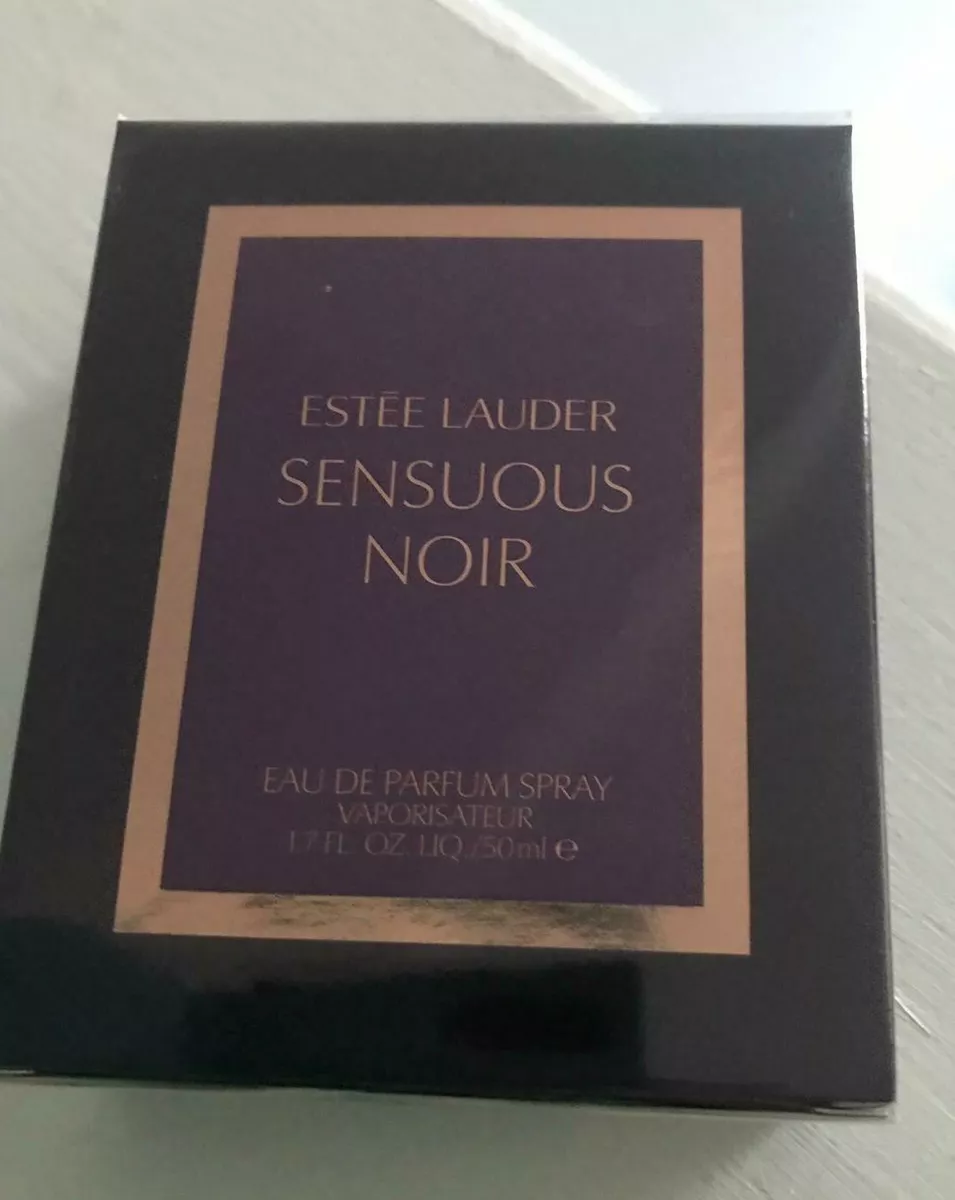 ESTĒE LAUDER
SENSUOUS
NOIR
EAU DE PARFUM SPRAY
VAPORISATEUR
1.7 FL. OZ. LIQ./50 ml ℮